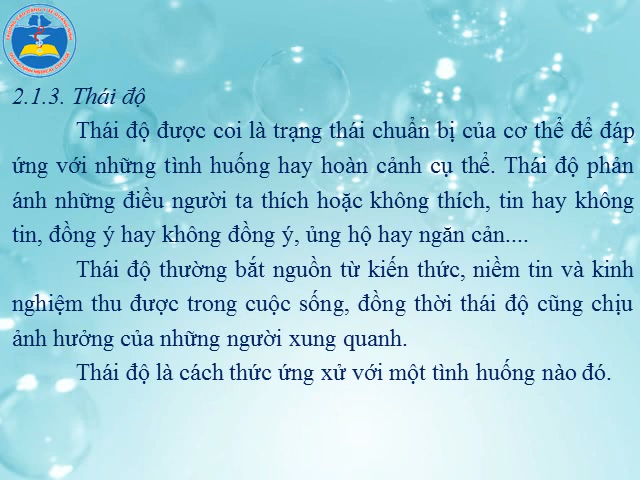 2.1.3. Thái độ
Thái độ được coi là trạng thái chuẩn bị của cơ thể để đáp
ứng với những tình huống hay hoàn cảnh cụ thể. Thái độ phản
ánh những điều người ta thích hoặc không thích, tin hay không
tin, đồng ý hay không đồng ý, ủng hộ hay ngăn cản....
Thái độ thường bắt nguồn từ kiến thức, niềm tin và kinh
nghiệm thu được trong cuộc sống, đồng thời thái độ cũng chịu
ảnh hưởng của những người xung quanh.
Thái độ là cách thức ứng xử với một tình huống nào đó.